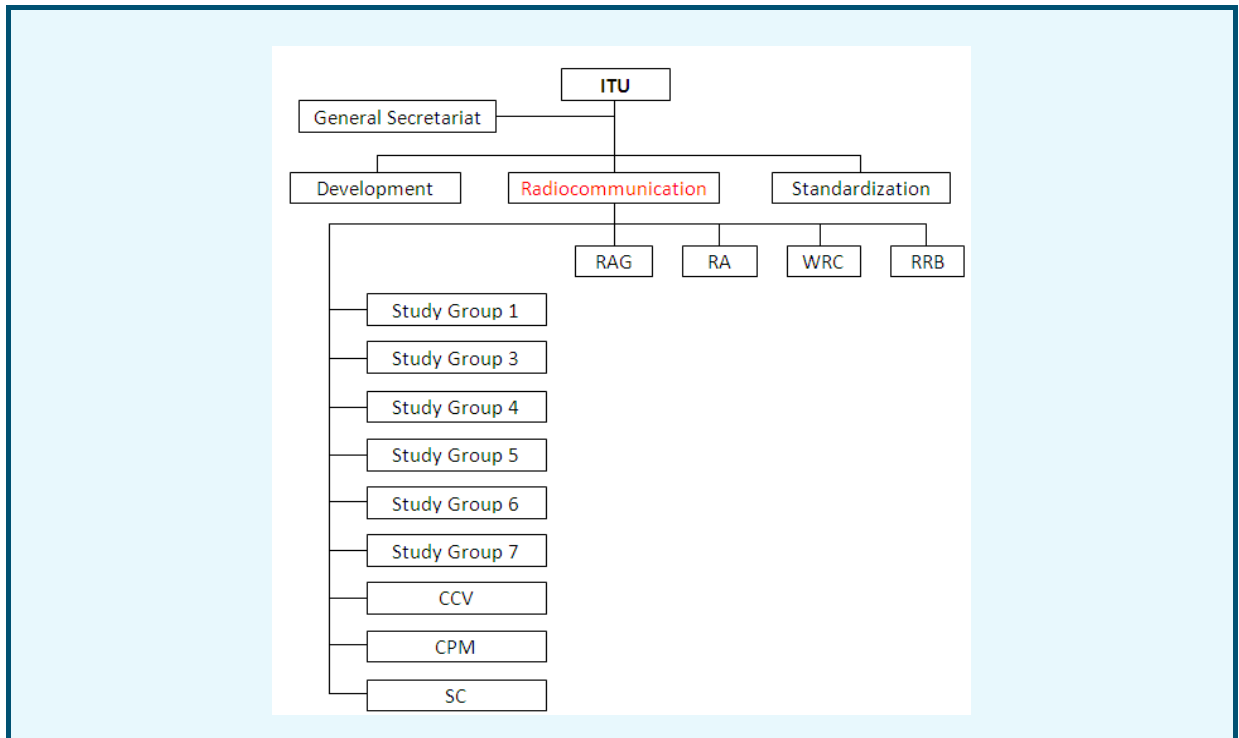 ITU
General Secretariat
Development
Radiocommunication
Standardization
RAG
RA
WRC
RRB
Study Group 1
Study Group 3
Study Group 4
Study Group 5
Study Group 6
Study Group 7
CCV
CPM
SC